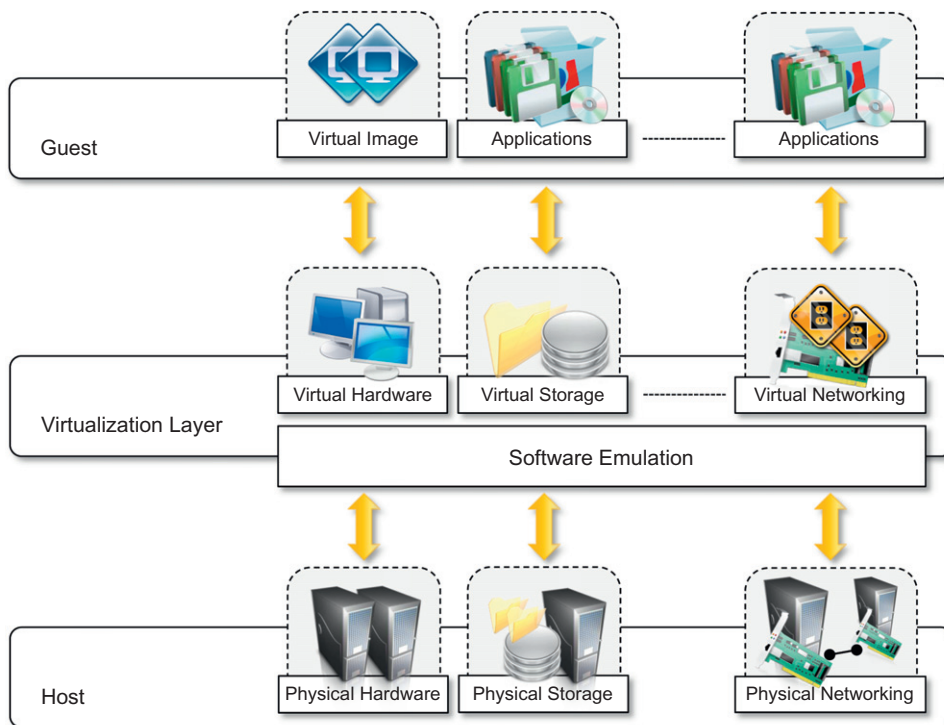 Virtual Image
Applications
Applications
Guest
Virtual Hardware
Virtual Storage
Virtual Networking
Virtualization Layer
Software Emulation
Physical Hardware
Physical Storage
Physical Networking
Host